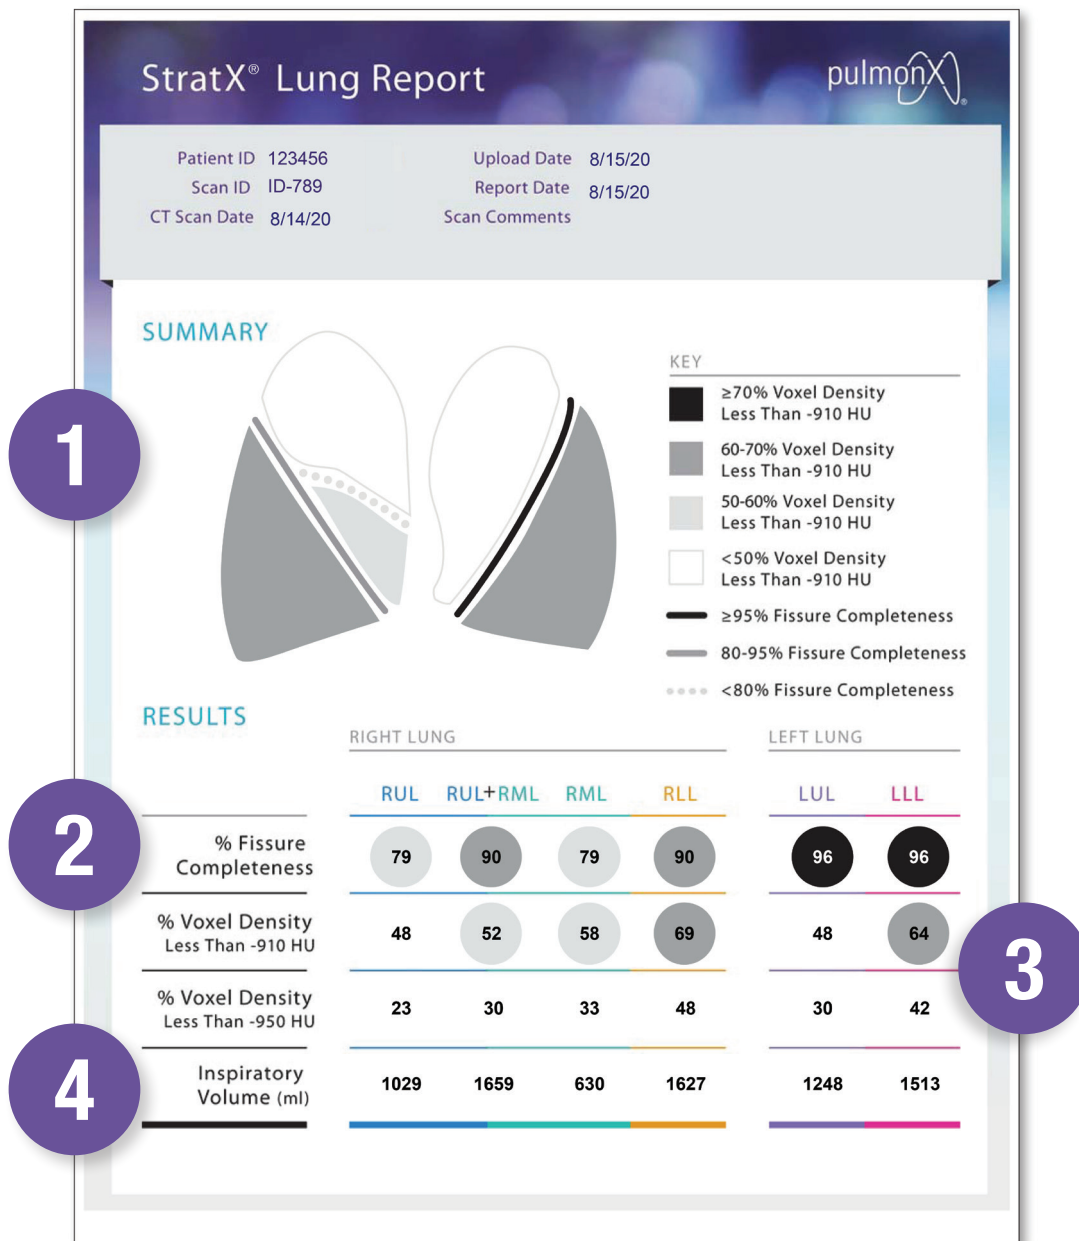 StratX® Lung Report
pulmonX®
Patient ID 123456
Scan ID ID-789
CT Scan Date 8/14/20
Upload Date 8/15/20
Report Date 8/15/20
Scan Comments
SUMMARY
1
KEY
≥70% Voxel Density
Less Than -910 HU
60-70% Voxel Density
Less Than -910 HU
50-60% Voxel Density
Less Than -910 HU
<50% Voxel Density
Less Than -910 HU
≥95% Fissure Completeness
80-95% Fissure Completeness
<80% Fissure Completeness
RESULTS
RIGHT LUNG LEFT LUNG
RUL RUL+RML RML RLL LUL LLL
2
% Fissure
Completeness
79 90 79 90 96 96
% Voxel Density
Less Than -910 HU
48 52 58 69 48 64
3
% Voxel Density
Less Than -950 HU
23 30 33 48 30 42
4
Inspiratory
Volume (ml)
1029 1659 630 1627 1248 1513